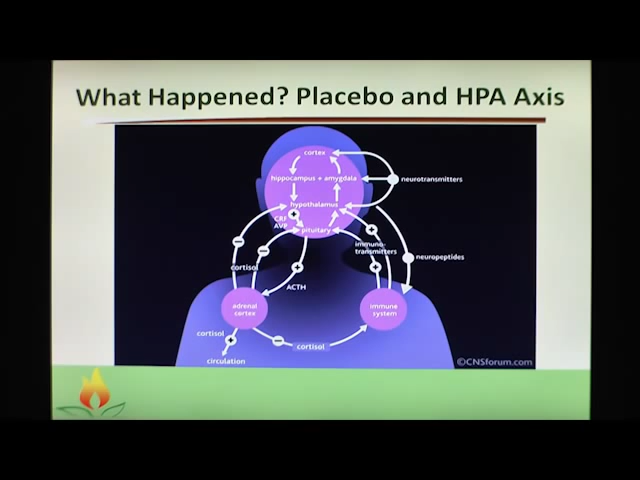 What Happened? Placebo and HPA Axis
cortex
hippocampus + amygdala
neurotransmitters
hypothalamus
CRF
AVP
pituitary
immuno-
transmitters
neuropeptides
cortisol
ACTH
adrenal
cortex
immune
system
cortisol
cortisol
circulation
©CNSforum.com